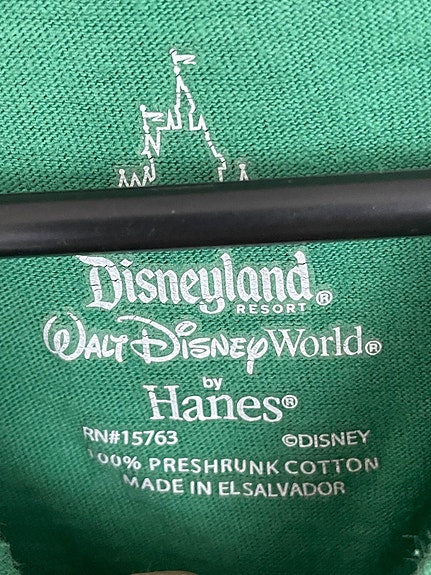 Disneyland
RESORT®
WALT DISNEY World®
by
Hanes®
RN#15763 ©DISNEY
100% PRESHRUNK COTTON
MADE IN EL SALVADOR